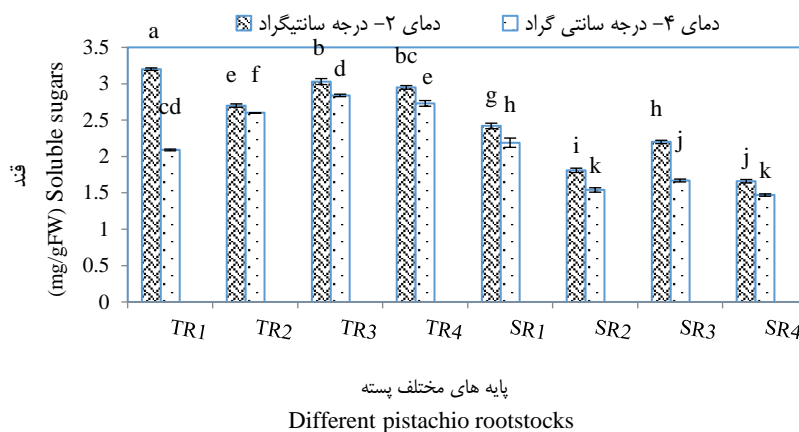 دمای ۲- درجه سانتیگراد دمای ۴- درجه سانتی گراد
قند
(mg/gFW) Soluble sugars
3.5
3
2.5
2
1.5
1
0.5
0
a
cd
e
f
b
d
bc
e
g
h
i
k
h
j
j
k
TR1 TR2 TR3 TR4 SR1 SR2 SR3 SR4
پایه های مختلف پسته
Different pistachio rootstocks